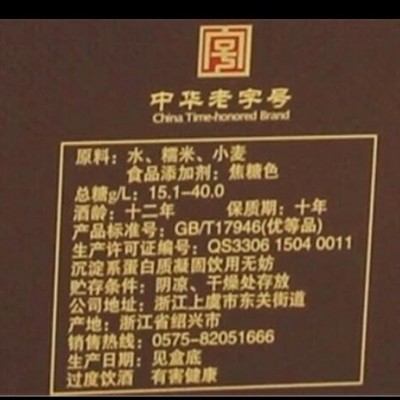 中华老字号
China Time-honored Brand
原料：水、糯米、小麦
食品添加剂：焦糖色
总糖g/L：15.1-40.0
酒龄：十二年 保质期：十年
产品标准号：GB/T17946(优等品)
生产许可证编号：QS3306 1504 0011
沉淀系蛋白质凝固饮用无妨
贮存条件：阴凉、干燥处存放
公司地址：浙江上虞市东关街道
产地：浙江省绍兴市
销售热线：0575-82051666
生产日期：见盒底
过度饮酒 有害健康